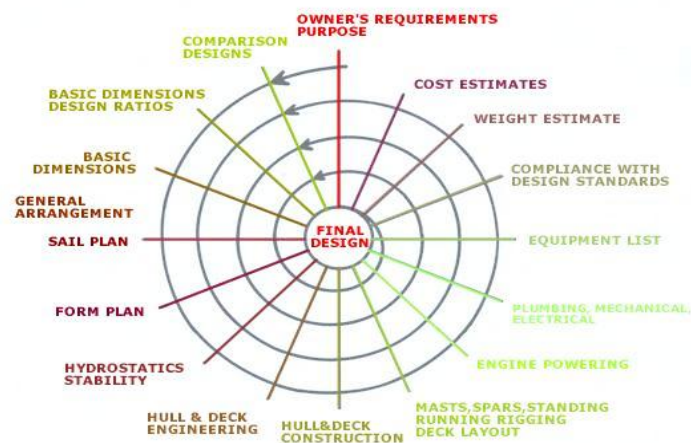 OWNER'S REQUIREMENTS
PURPOSE
COMPARISON
DESIGNS
BASIC DIMENSIONS
DESIGN RATIOS
BASIC
DIMENSIONS
GENERAL
ARRANGEMENT
SAIL PLAN
FORM PLAN
HYDROSTATICS
STABILITY
HULL & DECK
ENGINEERING
HULL&DECK
CONSTRUCTION
MASTS,SPARS,STANDING
RUNNING RIGGING
DECK LAYOUT
ENGINE POWERING
PLUMBING, MECHANICAL,
ELECTRICAL
EQUIPMENT LIST
COMPLIANCE WITH
DESIGN STANDARDS
WEIGHT ESTIMATE
COST ESTIMATES
FINAL
DESIGN